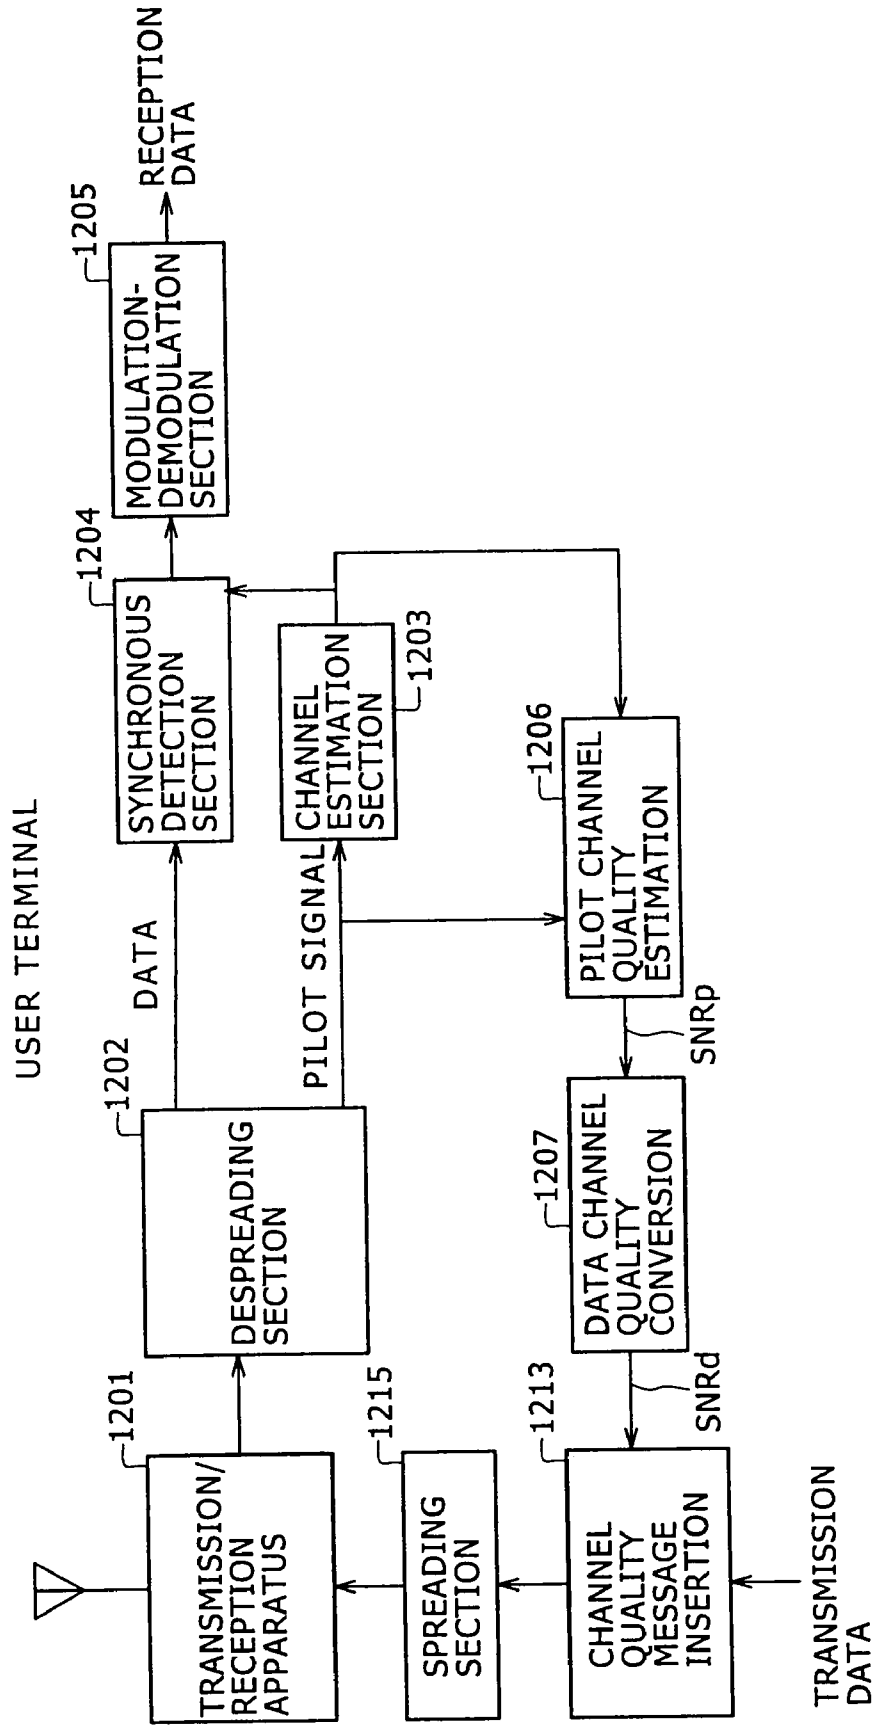 USER TERMINAL
1201
TRANSMISSION/
RECEPTION
APPARATUS
1202
DESPREADING
SECTION
DATA
PILOT SIGNAL
1204
SYNCHRONOUS
DETECTION
SECTION
1205
MODULATION-
DEMODULATION
SECTION
RECEPTION
DATA
CHANNEL
ESTIMATION
SECTION
1203
1215
SPREADING
SECTION
1213
CHANNEL
QUALITY
MESSAGE
INSERTION
SNRd
1207
DATA CHANNEL
QUALITY
CONVERSION
SNRp
1206
PILOT CHANNEL
QUALITY
ESTIMATION
TRANSMISSION
DATA